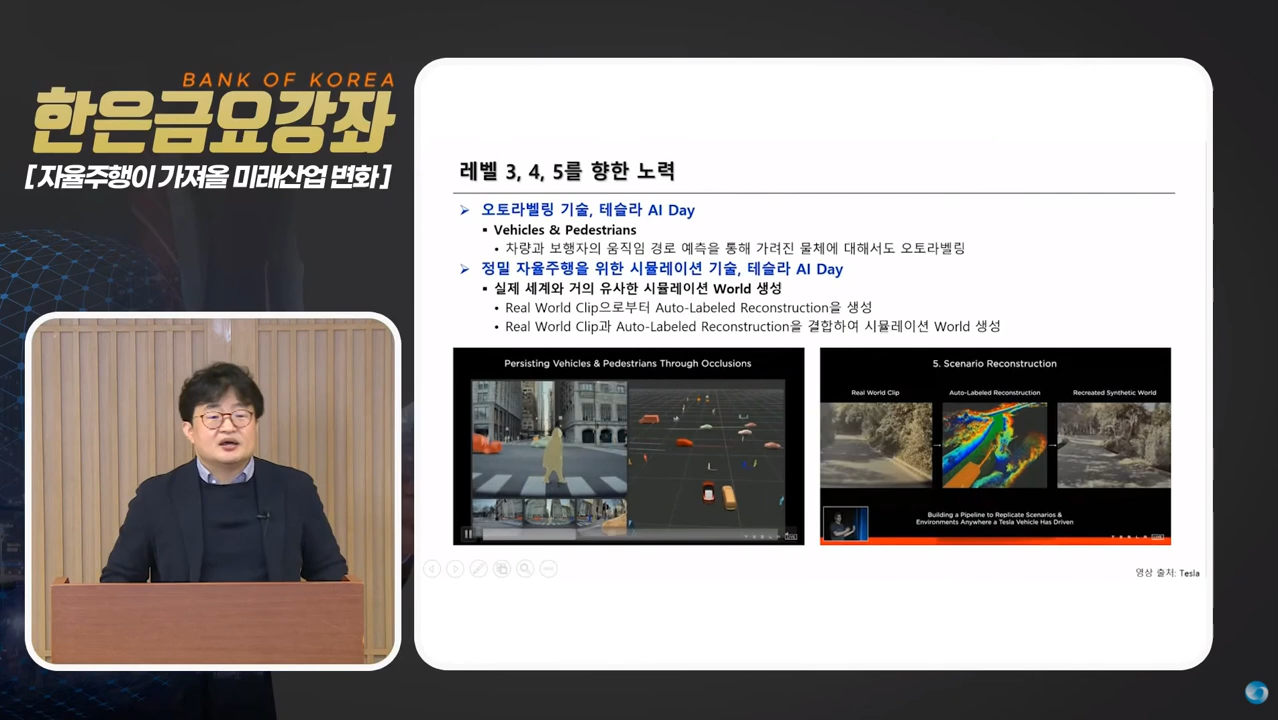 BANK OF KOREA
한은금요강좌
[ 자율주행이 가져올 미래산업 변화 ]
레벨 3, 4, 5를 향한 노력
➢ 오토라벨링 기술, 테슬라 AI Day
▪ Vehicles & Pedestrians
• 차량과 보행자의 움직임 경로 예측을 통해 가려진 물체에 대해서도 오토라벨링
➢ 정밀 자율주행을 위한 시뮬레이션 기술, 테슬라 AI Day
▪ 실제 세계와 거의 유사한 시뮬레이션 World 생성
• Real World Clip으로부터 Auto-Labeled Reconstruction을 생성
• Real World Clip과 Auto-Labeled Reconstruction을 결합하여 시뮬레이션 World 생성
Persisting Vehicles & Pedestrians Through Occlusions
TESLA LIVE
5. Scenario Reconstruction
Real World Clip
Auto-Labeled Reconstruction
Recreated Synthetic World
Building a Pipeline to Replicate Scenarios &
Environments Anywhere a Tesla Vehicle Has Driven
TESLA LIVE
영상 출처: Tesla